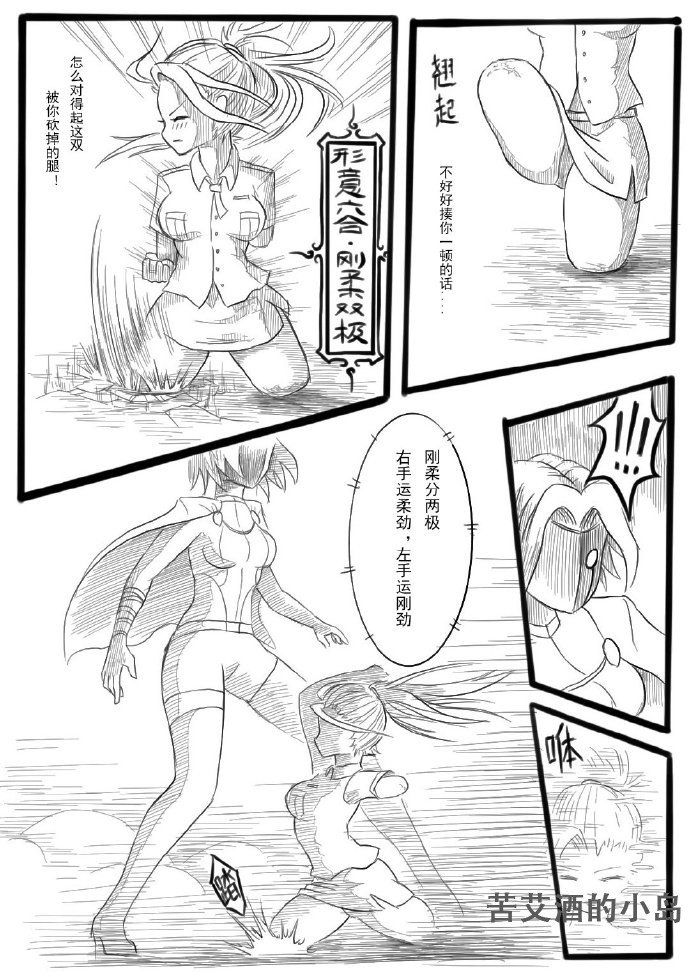 翘起
不好好揍你一顿的话....
怎么对得起这双
被你砍掉的腿！
形意六合·刚柔双极
!!!!
刚柔分两极
右手运柔劲，左手运刚劲
咻
踏
苦艾酒的小岛